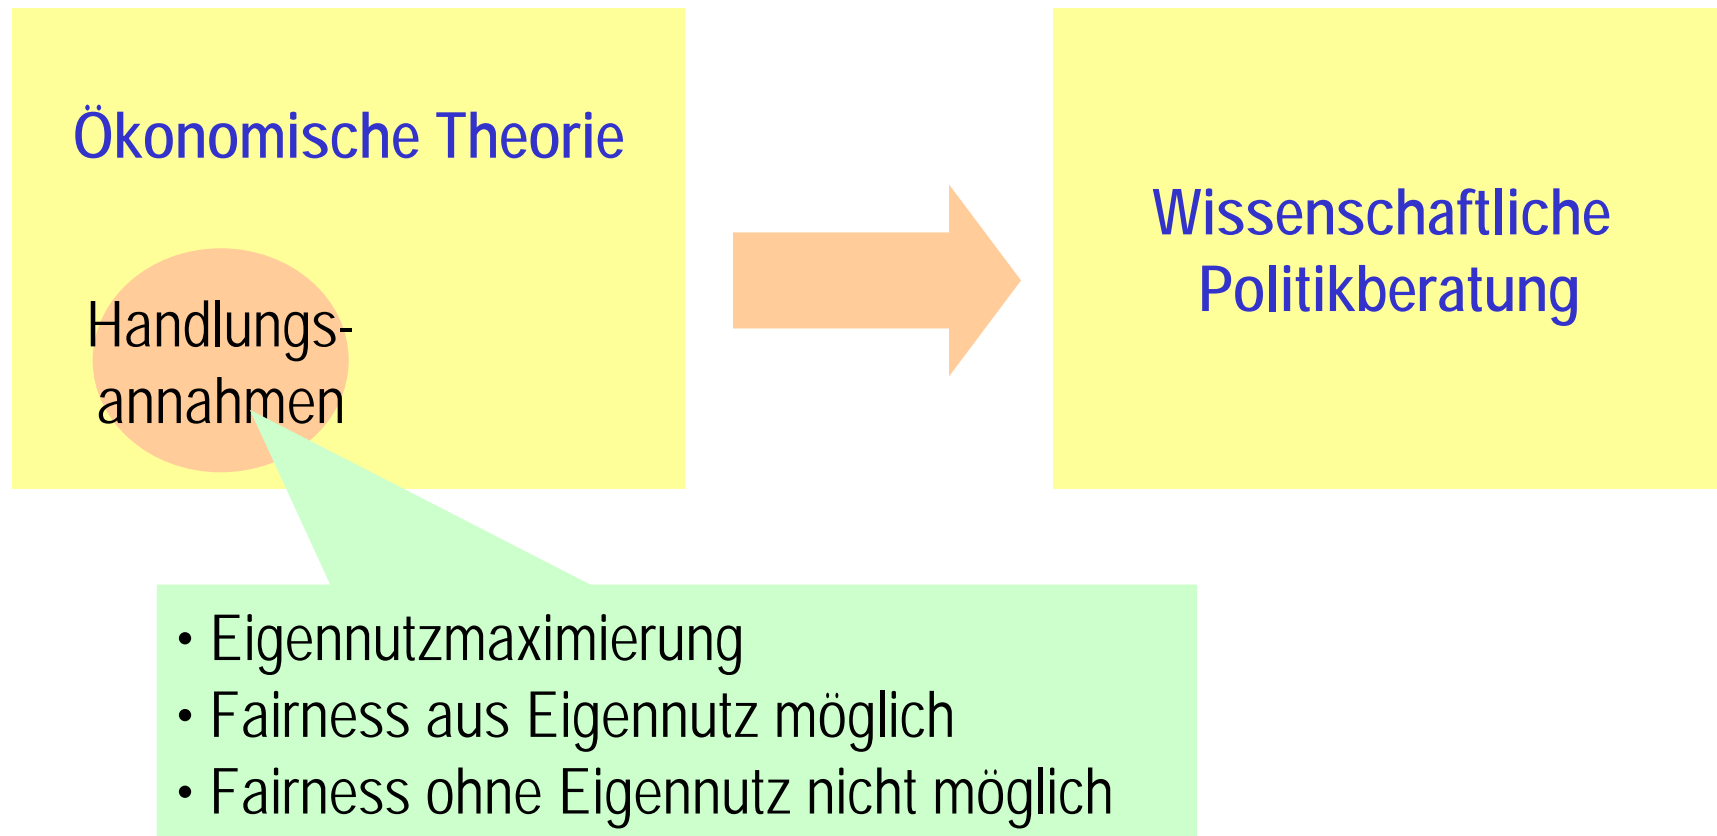 Ökonomische Theorie
Handlungs-
annahmen
Wissenschaftliche
Politikberatung
• Eigennutzmaximierung
• Fairness aus Eigennutz möglich
• Fairness ohne Eigennutz nicht möglich